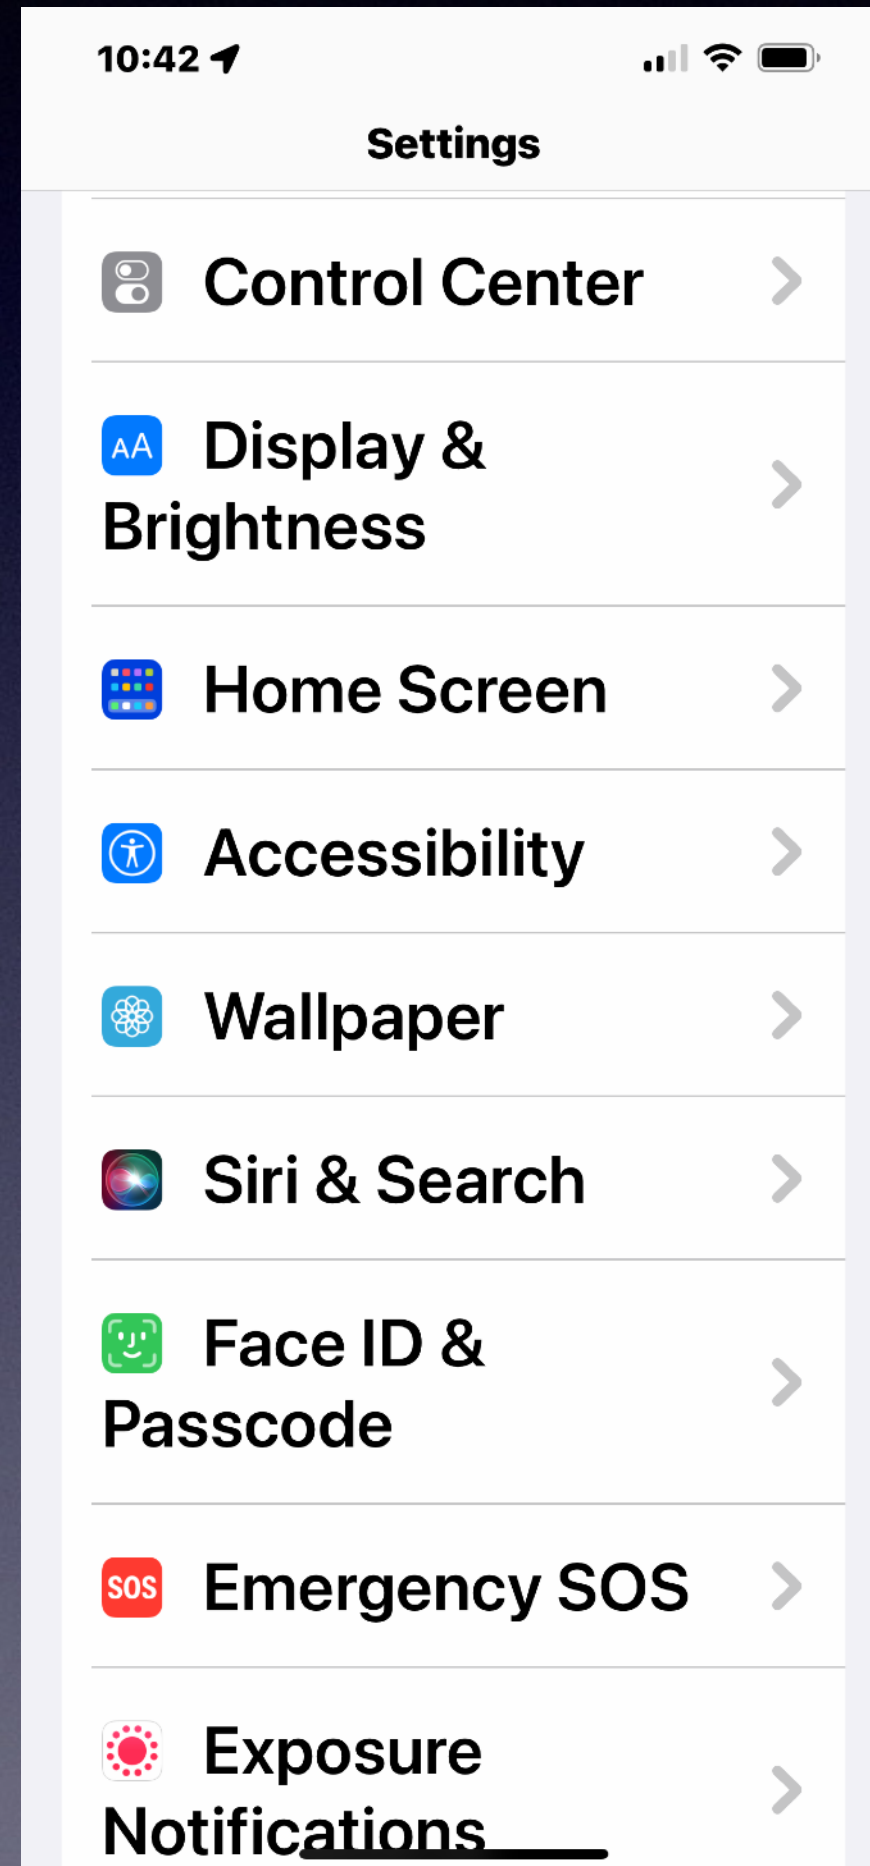 10:42
Settings
Control Center
AA Display &
Brightness
Home Screen
Accessibility
Wallpaper
Siri & Search
Face ID &
Passcode
SOS Emergency SOS
Exposure
Notifications